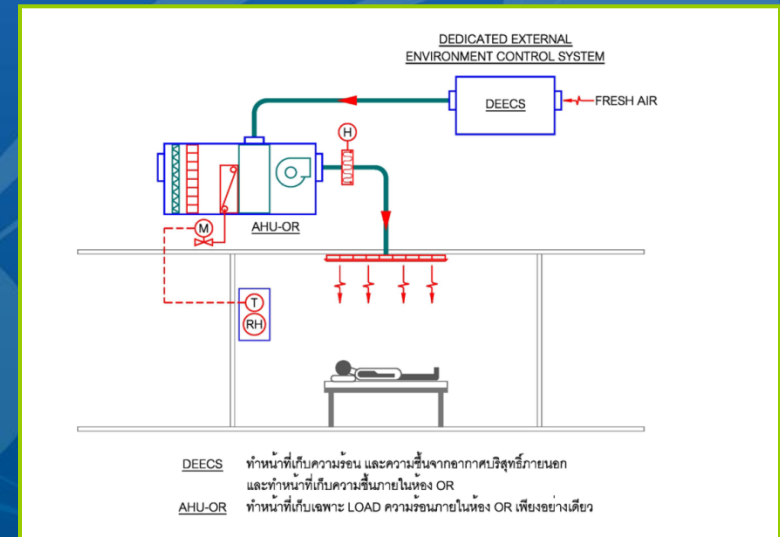 DEDICATED EXTERNAL
ENVIRONMENT CONTROL SYSTEM
DEECS
FRESH AIR
H
AHU-OR
M
T
RH
DEECS ทำหน้าที่เก็บความร้อน และความชื้นจากอากาศบริสุทธิ์ภายนอก
และทำหน้าที่เก็บความชื้นภายในห้อง OR
AHU-OR ทำหน้าที่เก็บเฉพาะ LOAD ความร้อนภายในห้อง OR เพียงอย่างเดียว